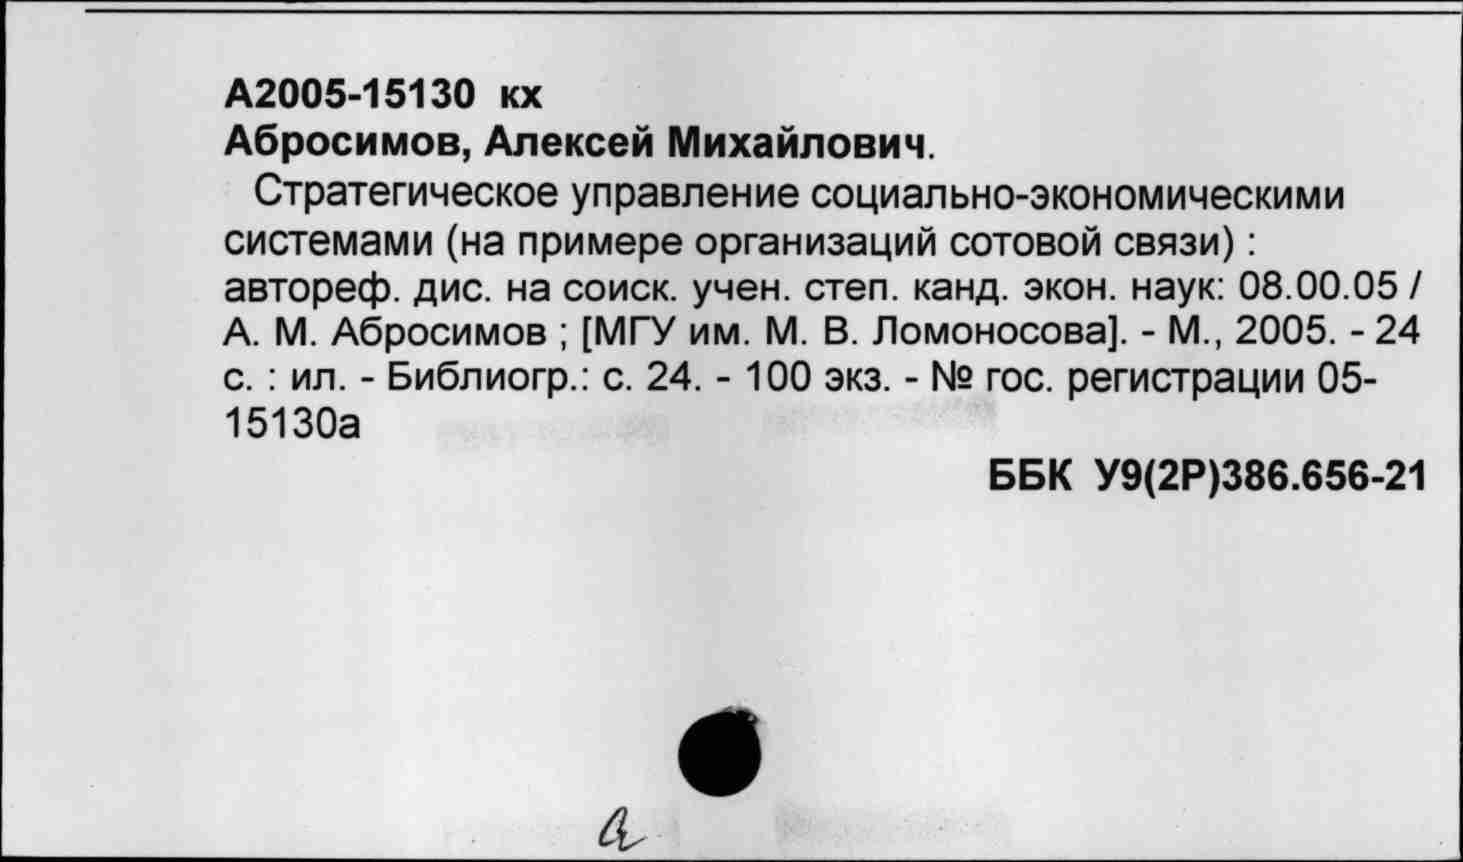 А2005-15130 кх
Абросимов, Алексей Михайлович.
Стратегическое управление социально-экономическими
системами (на примере организаций сотовой связи) :
автореф. дис. на соиск. учен. степ. канд. экон. наук: 08.00.05 /
А. М. Абросимов ; [МГУ им. М. В. Ломоносова]. - М., 2005. - 24
с. : ил. - Библиогр.: с. 24. - 100 экз. - № гос. регистрации 05-
15130а
ББК У9(2Р)386.656-21
а